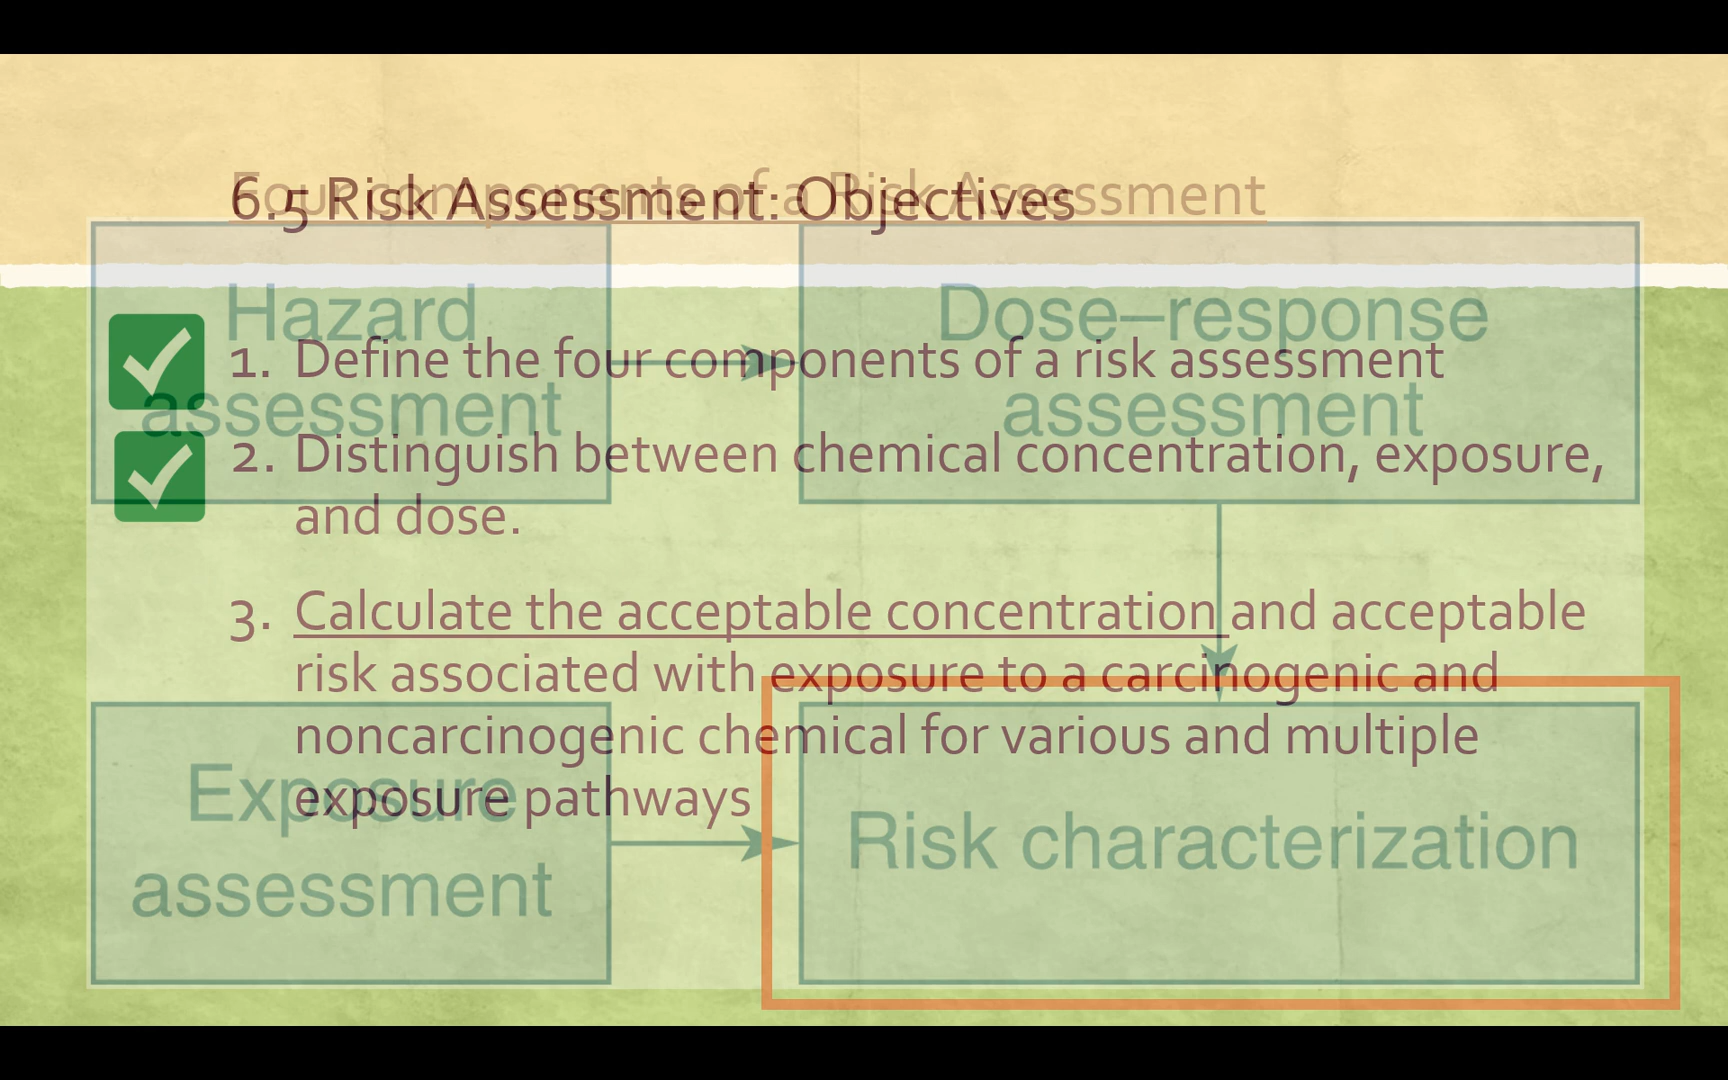 6.5 Risk Assessment: Objectives
Four components of a Risk Assessment
1. Define the four components of a risk assessment
2. Distinguish between chemical concentration, exposure,
and dose.
3. Calculate the acceptable concentration and acceptable
risk associated with exposure to a carcinogenic and
noncarcinogenic chemical for various and multiple
exposure pathways
Hazard
assessment
Dose–response
assessment
Exposure
assessment
Risk characterization